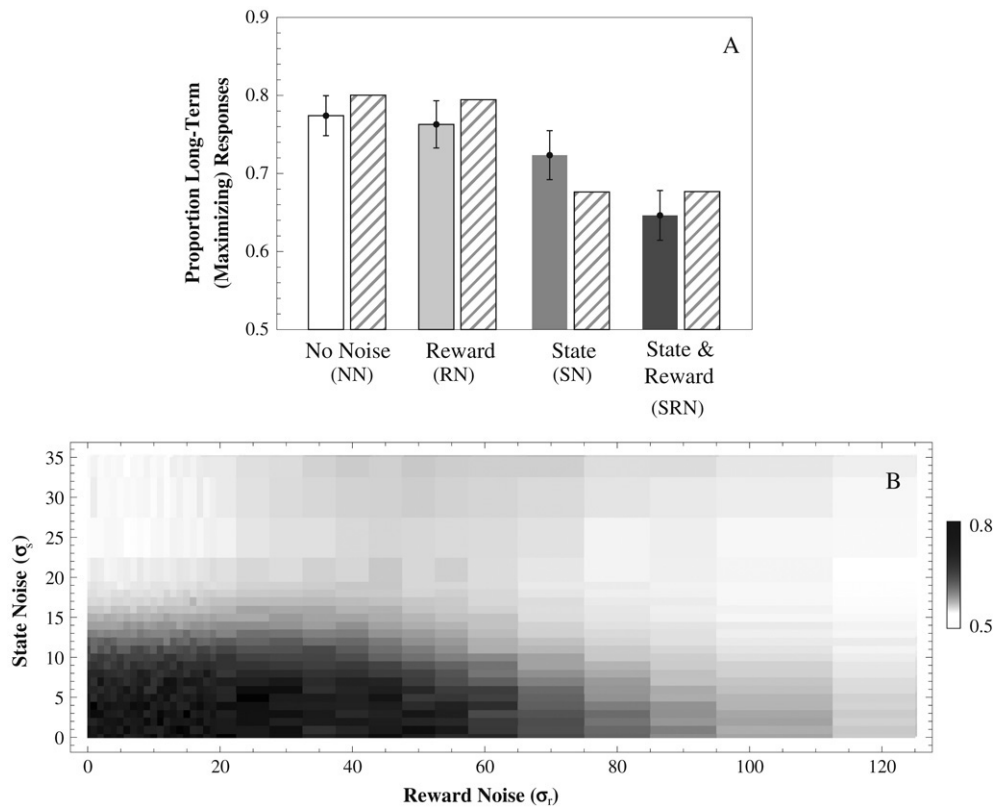 A
Proportion Long-Term
(Maximizing) Responses
0.9
0.8
0.7
0.6
0.5
No Noise
(NN)
Reward
(RN)
State
(SN)
State &
Reward
(SRN)
B
State Noise (σs)
35
30
25
20
15
10
5
0
0 20 40 60 80 100 120
Reward Noise (σr)
0.8
0.5